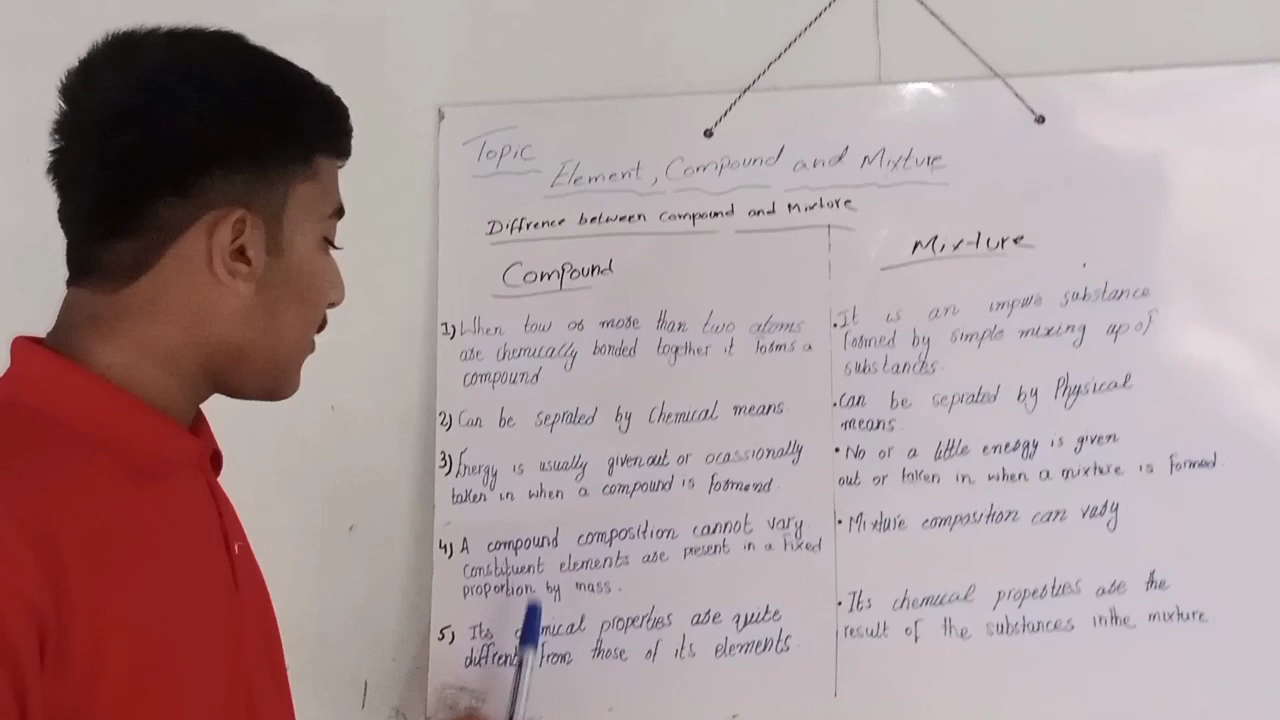 Topic
Element, Compound and Mixture
Diffrence between Compound and Mixture
Compound
1) When tow or more than two atoms
are chemically bonded together it forms a
compound
2) Can be seprated by Chemical means
3) Energy is usually given out or ocassionally
taken in when a compound is formend.
4) A compound composition cannot vary
constituent elements are present in a fixed
proportion by mass.
5) Its chemical properties are quite
diffrent from those of its elements.
Mixture
• It is an impure substance
formed by simple mixing up of
substances.
• can be seprated by Physical
means.
• No or a little energy is given
out or taken in when a mixture is formed.
• Mixture composition can vary
• Its chemical properties are the
result of the substances in the mixture